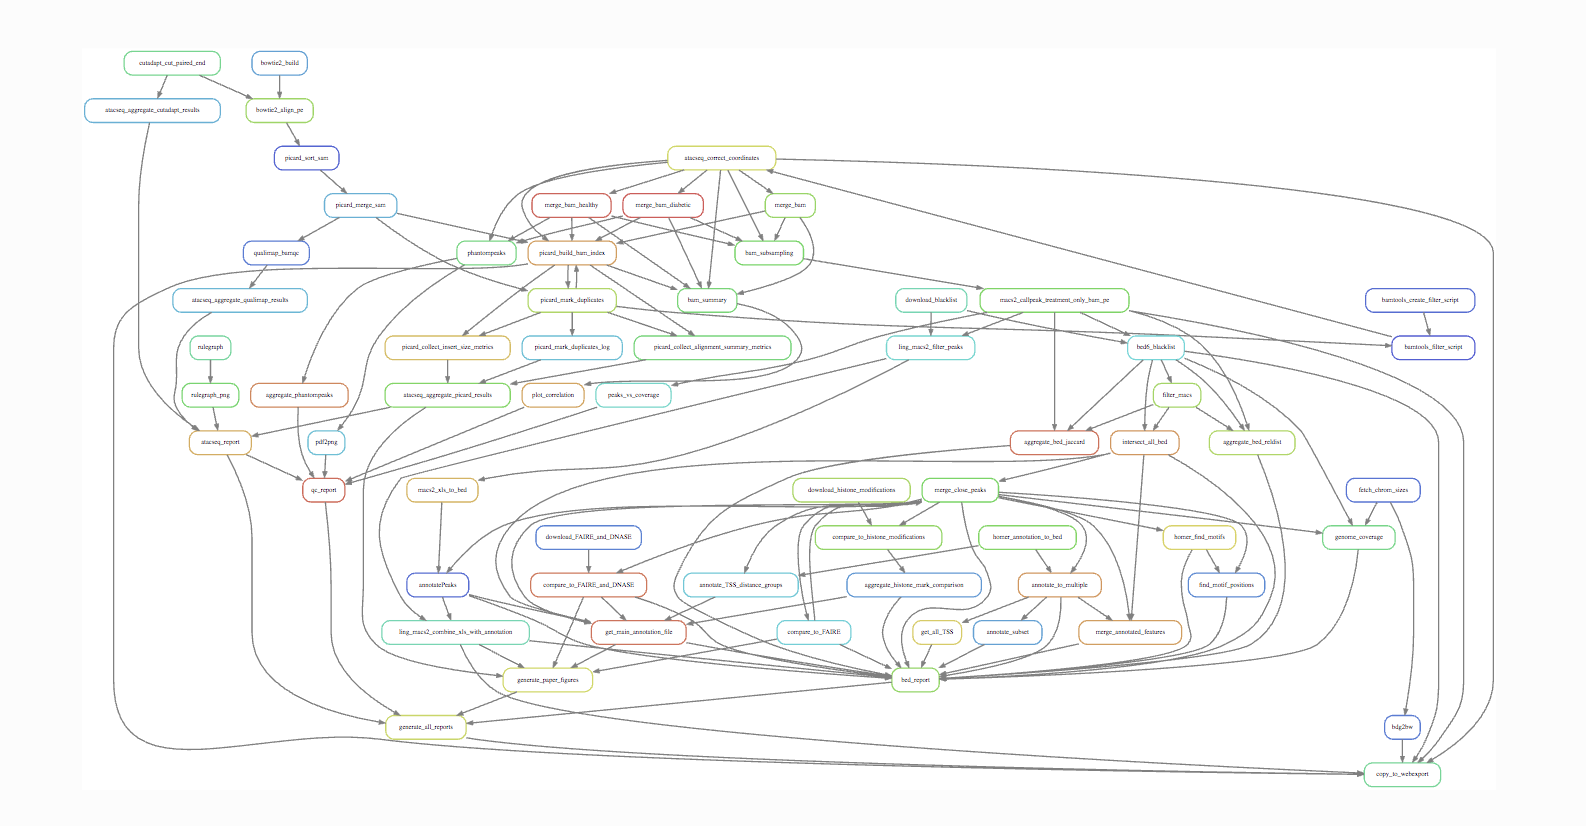 cutadapt_cut_paired_end
bowtie2_build
atacseq_aggregate_cutadapt_results
bowtie2_align_pe
picard_sort_sam
atacseq_correct_coordinates
picard_merge_sam
merge_bam_healthy
merge_bam_diabetic
merge_bam
qualimap_bamqc
phantompeaks
picard_build_bam_index
bam_subsampling
atacseq_aggregate_qualimap_results
picard_mark_duplicates
bam_summary
download_blacklist
macs2_callpeak_treatment_only_bam_pe
bamtools_create_filter_script
rulegraph
picard_collect_insert_size_metrics
picard_mark_duplicates_log
picard_collect_alignment_summary_metrics
ling_macs2_filter_peaks
bed6_blacklist
bamtools_filter_script
rulegraph_png
aggregate_phantompeaks
atacseq_aggregate_picard_results
plot_correlation
peaks_vs_coverage
filter_macs
atacseq_report
pdf2png
aggregate_bed_jaccard
intersect_all_bed
aggregate_bed_reldist
qc_report
macs2_xls_to_bed
download_histone_modifications
merge_close_peaks
fetch_chrom_sizes
download_FAIRE_and_DNASE
compare_to_histone_modifications
homer_annotation_to_bed
homer_find_motifs
genome_coverage
annotatePeaks
compare_to_FAIRE_and_DNASE
annotate_TSS_distance_groups
aggregate_histone_mark_comparison
annotate_to_multiple
find_motif_positions
ling_macs2_combine_xls_with_annotation
get_main_annotation_file
compare_to_FAIRE
get_all_TSS
annotate_subset
merge_annotated_features
generate_paper_figures
bed_report
generate_all_reports
bdg2bw
copy_to_webexport